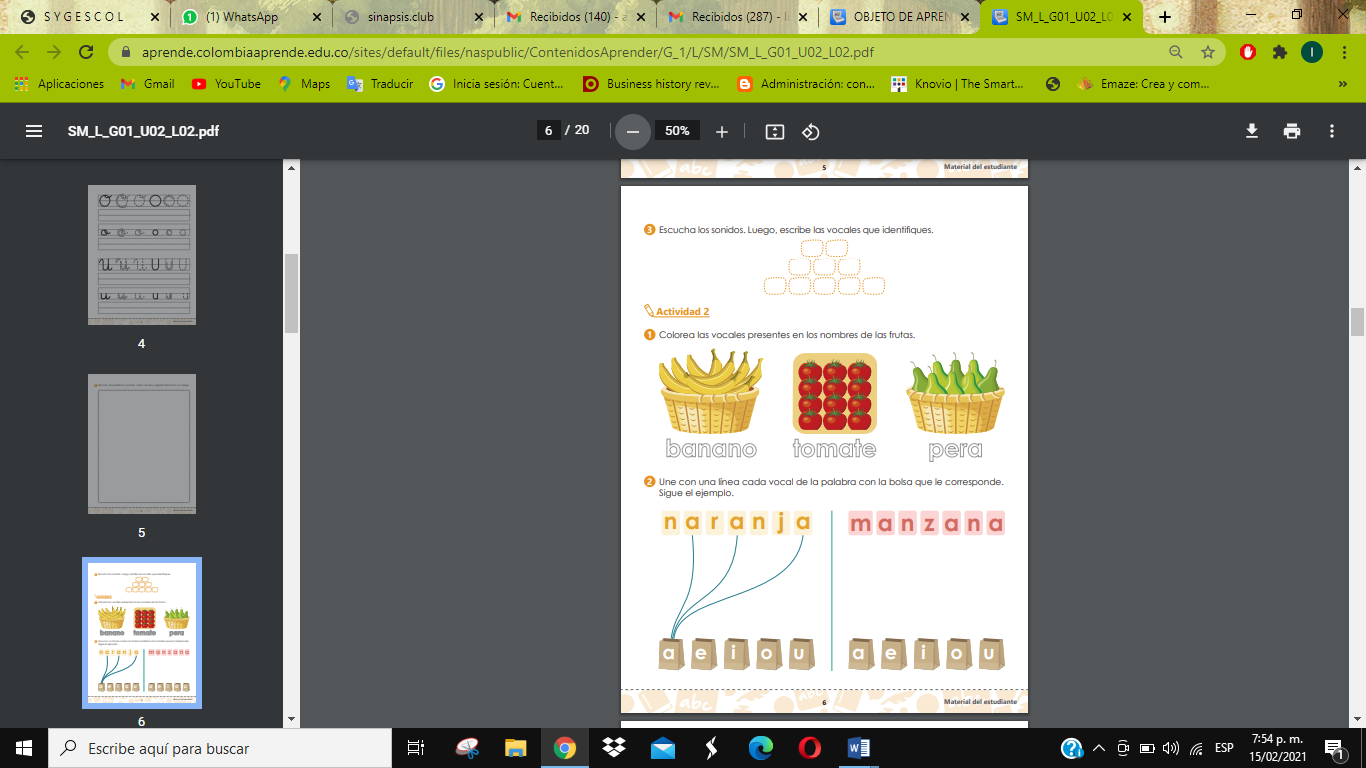 S Y G E S C O L
(1) WhatsApp
sinapsis.club
Recibidos (140) - a
Recibidos (287) - l
OBJETO DE APREN
SM_L_G01_U02_L0
aprende.colombiaaprende.edu.co/sites/default/files/naspublic/ContenidosAprender/G_1/L/SM/SM_L_G01_U02_L02.pdf
I
Aplicaciones
Gmail
YouTube
Maps
Traducir
Inicia sesión: Cuent...
Business history rev...
Administración: con...
Knovio | The Smart...
Emaze: Crea y com...
»
SM_L_G01_U02_L02.pdf
6 / 20
50%
4
5
6
abc
5
Material del estudiante
3 Escucha los sonidos. Luego, escribe las vocales que identifiques.
Actividad 2
1 Colorea las vocales presentes en los nombres de las frutas.
banano tomate pera
2 Une con una línea cada vocal de la palabra con la bolsa que le corresponde.
Sigue el ejemplo.
n a r a n j a
m a n z a n a
a e i o u
a e i o u
abc
6
Material del estudiante
Escribe aquí para buscar
ESP
7:54 p. m.
15/02/2021
1